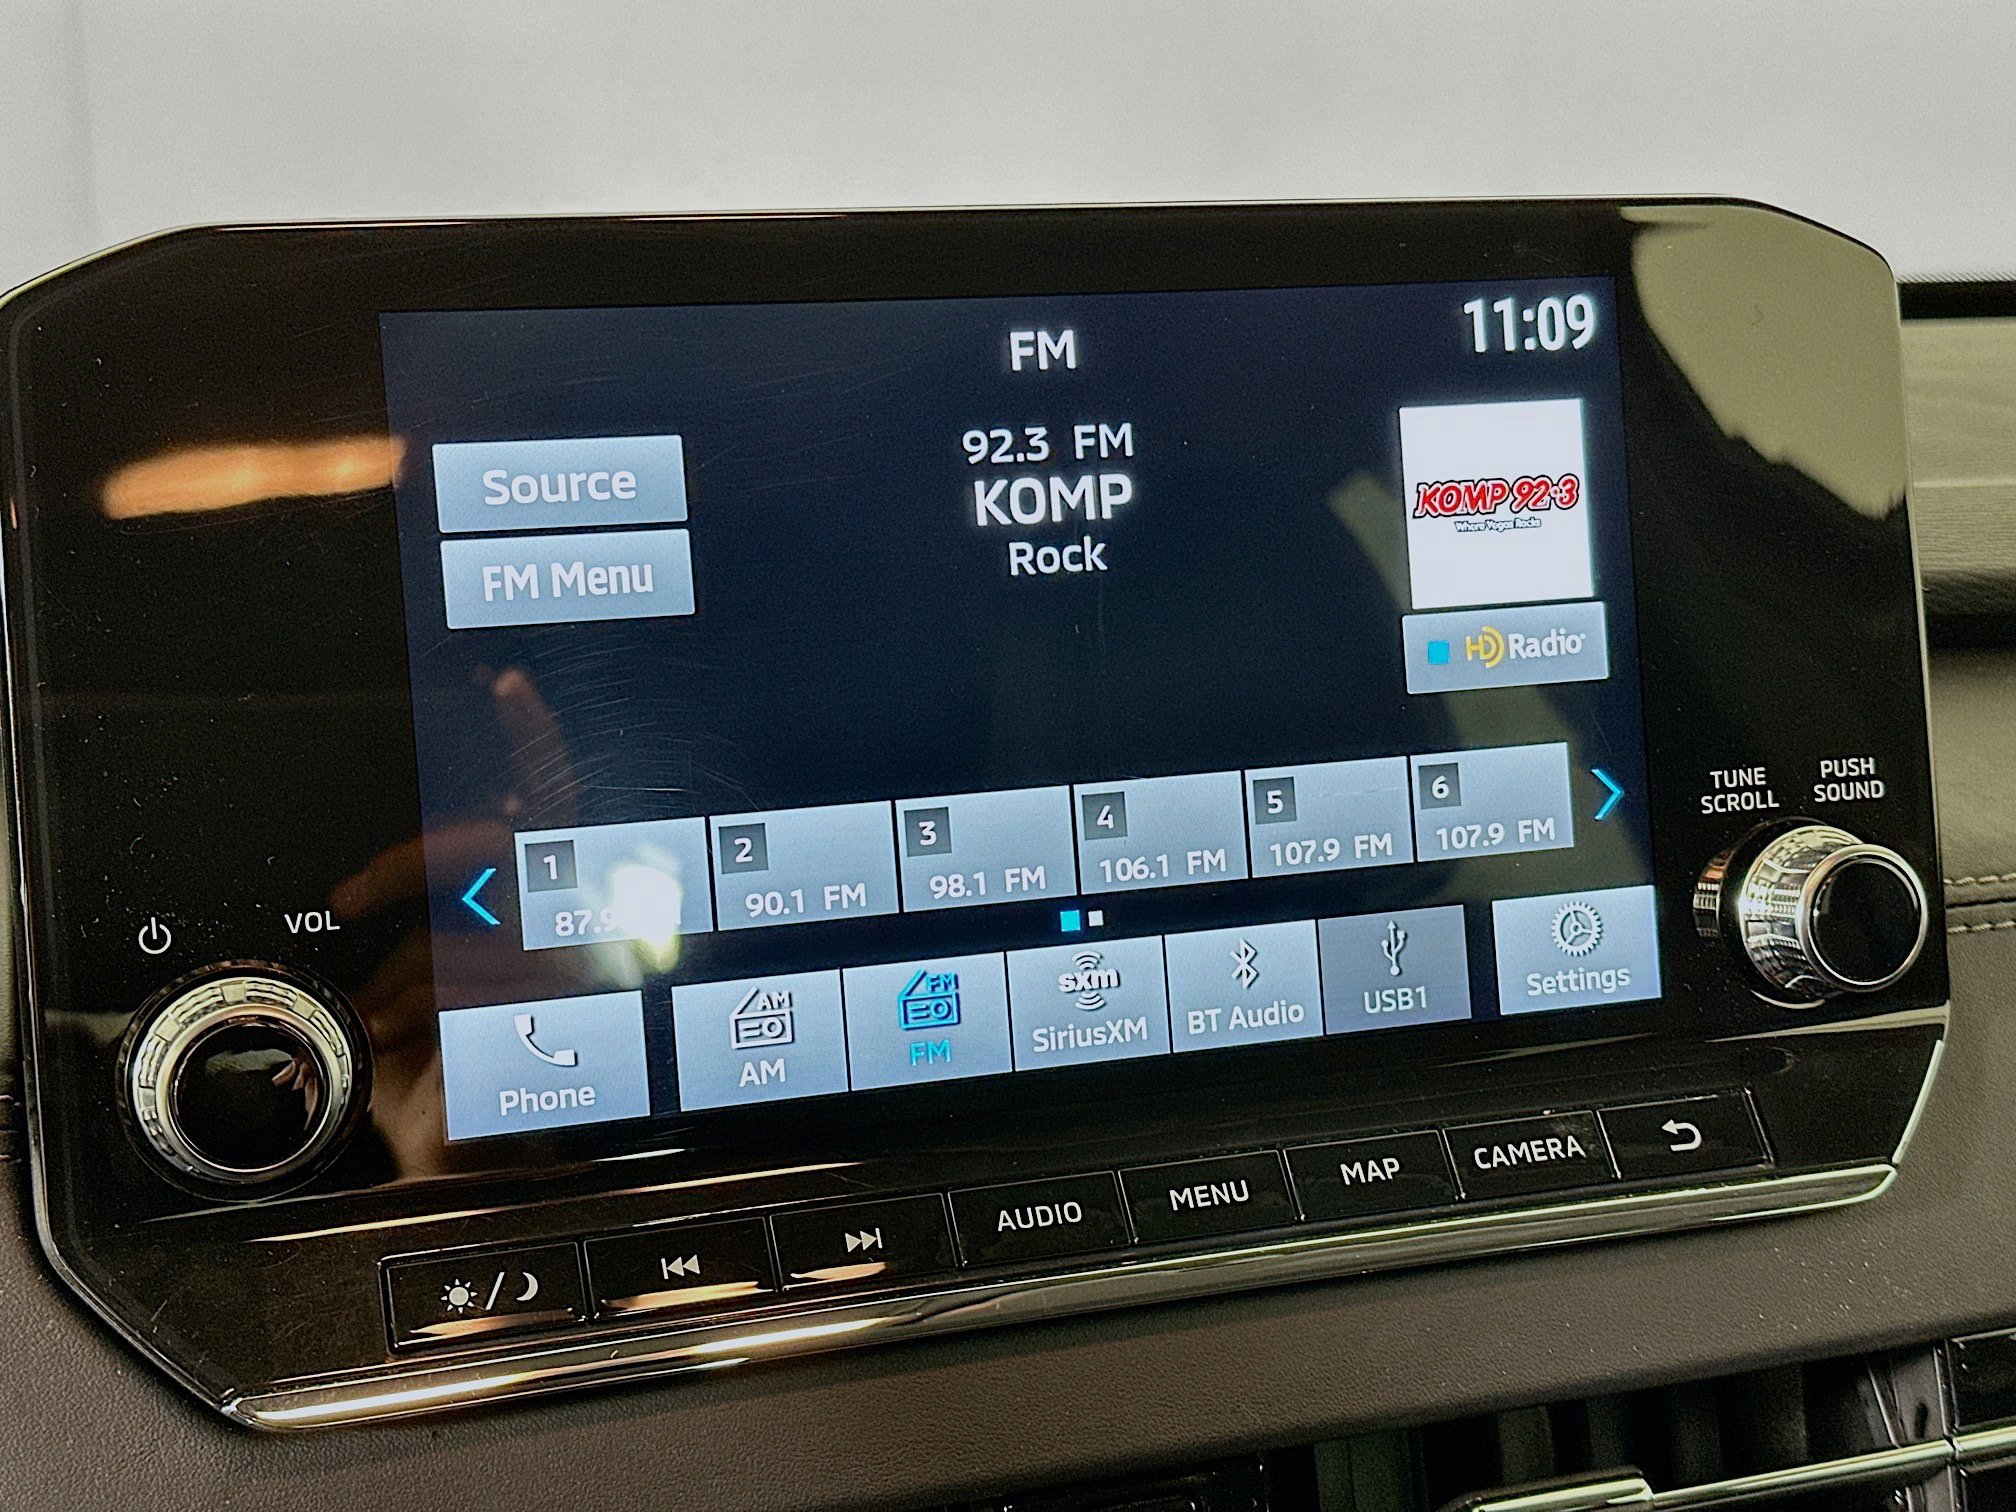 FM
11:09
Source
FM Menu
92.3 FM
KOMP
Rock
KOMP 92.3
Where Vegas Rocks
HD Radio
1
2
90.1 FM
3
98.1 FM
4
106.1 FM
5
107.9 FM
6
107.9 FM
TUNE
SCROLL
PUSH
SOUND
VOL
Phone
AM
AM
FM
FM
sxm
SiriusXM
BT Audio
USB1
Settings
AUDIO
MENU
MAP
CAMERA